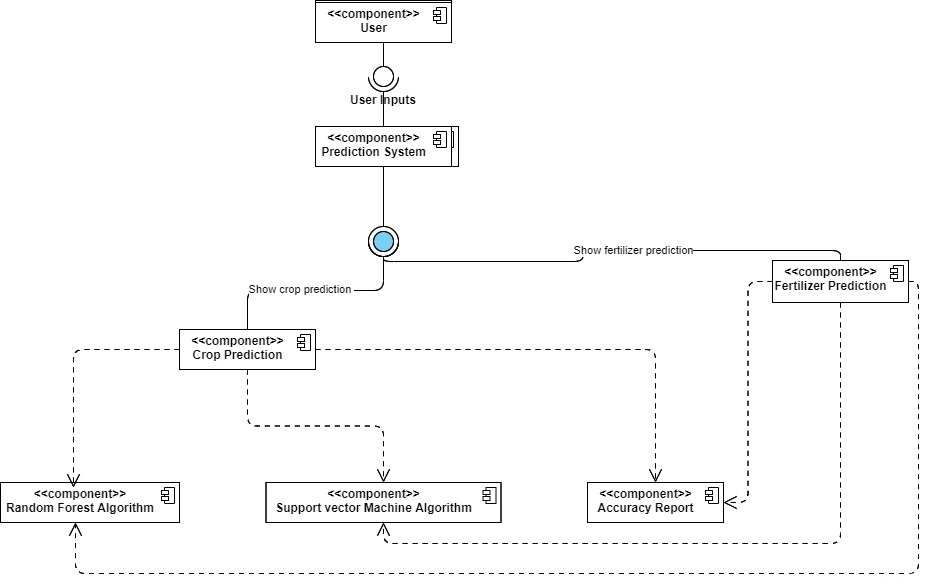 <<component>>
User
User Inputs
<<component>>
Prediction System
Show fertilizer prediction
<<component>>
Fertilizer Prediction
Show crop prediction
<<component>>
Crop Prediction
<<component>>
Random Forest Algorithm
<<component>>
Support vector Machine Algorithm
<<component>>
Accuracy Report